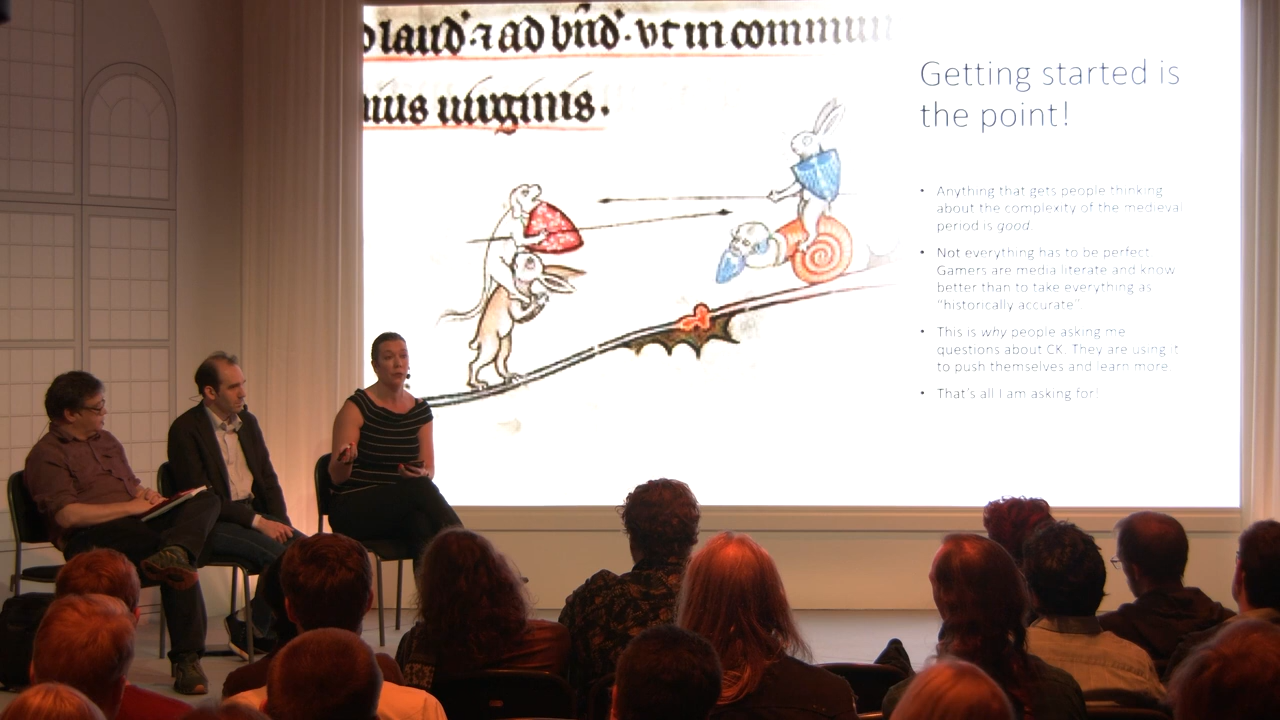 d laud᷎ ⁊ ad bn̄d᷎. vt in commun
uius uirginis.
Getting started is
the point!
• Anything that gets people thinking
about the complexity of the medieval
period is good.
• Not everything has to be perfect.
Gamers are media literate and know
better than to take everything as
“historically accurate”.
• This is why people asking me
questions about CK. They are using it
to push themselves and learn more.
• That’s all I am asking for!